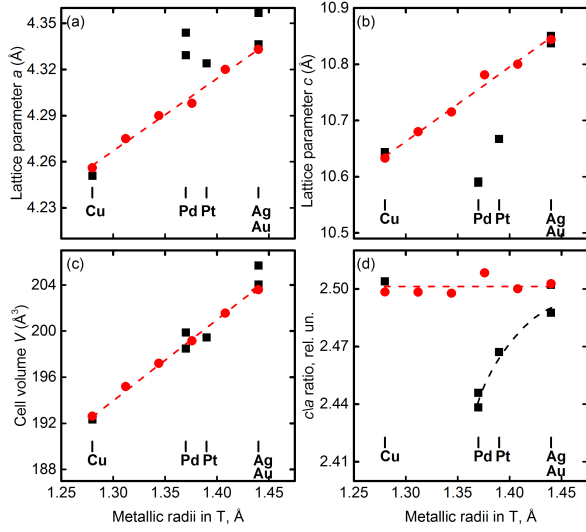 (a)
Lattice parameter a (Å)
4.35
4.32
4.29
4.26
4.23
Cu
Pd
Pt
Ag
Au
(b)
Lattice parameter c (Å)
10.9
10.8
10.7
10.6
10.5
Cu
Pd
Pt
Ag
Au
(c)
Cell volume V (Å³)
204
200
196
192
188
Cu
Pd
Pt
Ag
Au
1.25
1.30
1.35
1.40
1.45
Metallic radii in T, Å
(d)
c\a ratio, rel. un.
2.50
2.47
2.44
2.41
Cu
Pd
Pt
Ag
Au
1.25
1.30
1.35
1.40
1.45
Metallic radii in T, Å